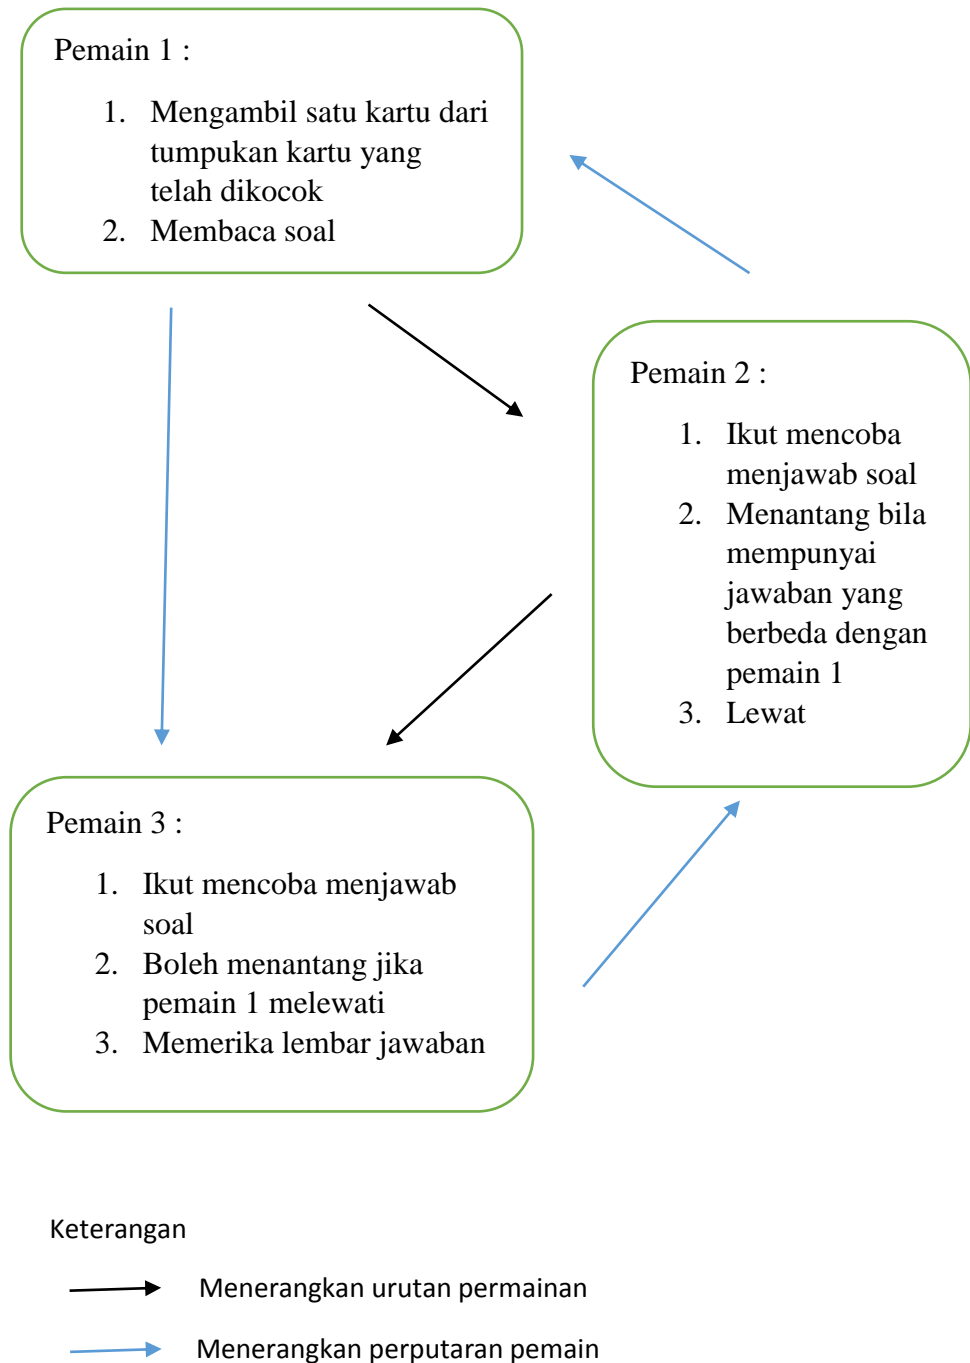 Pemain 1 :
1. Mengambil satu kartu dari
tumpukan kartu yang
telah dikocok
2. Membaca soal
Pemain 2 :
1. Ikut mencoba
menjawab soal
2. Menantang bila
mempunyai
jawaban yang
berbeda dengan
pemain 1
3. Lewat
Pemain 3 :
1. Ikut mencoba menjawab
soal
2. Boleh menantang jika
pemain 1 melewati
3. Memerika lembar jawaban
Keterangan
Menerangkan urutan permainan
Menerangkan perputaran pemain